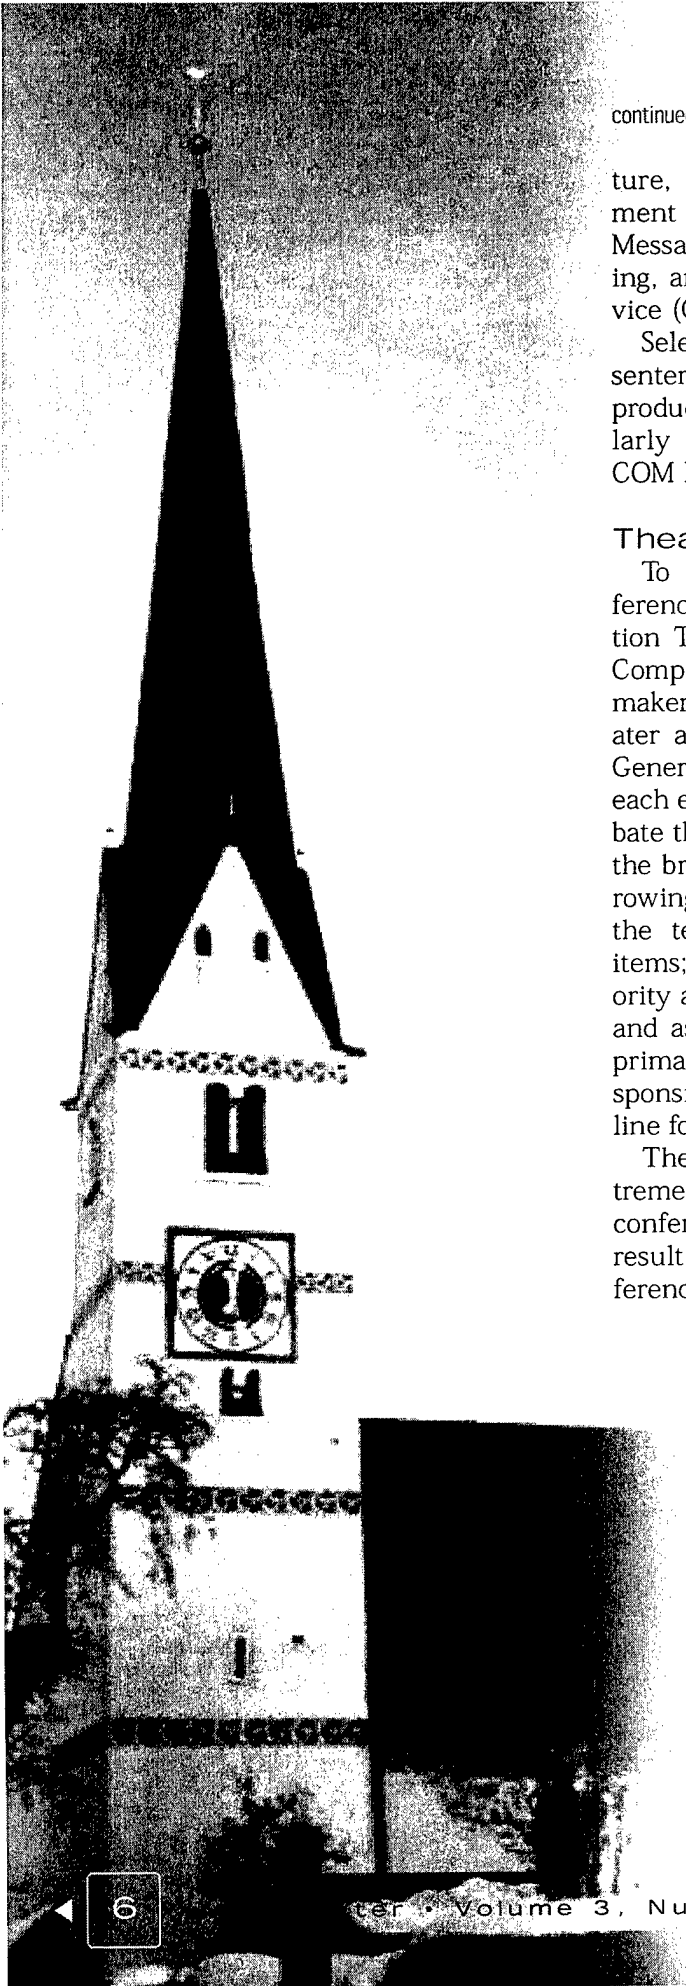 continue
ture,
ment
Messa
ing, a
vice (
Sele
senter
produ
larly
COM
Thea
To
ferenc
tion T
Comp
maker
ater a
Gener
each e
bate th
the br
rowing
the te
items;
ority a
and as
prima
sponsi
line fo
The
treme
confer
result
ferenc
6
ter • Volume 3, Nu